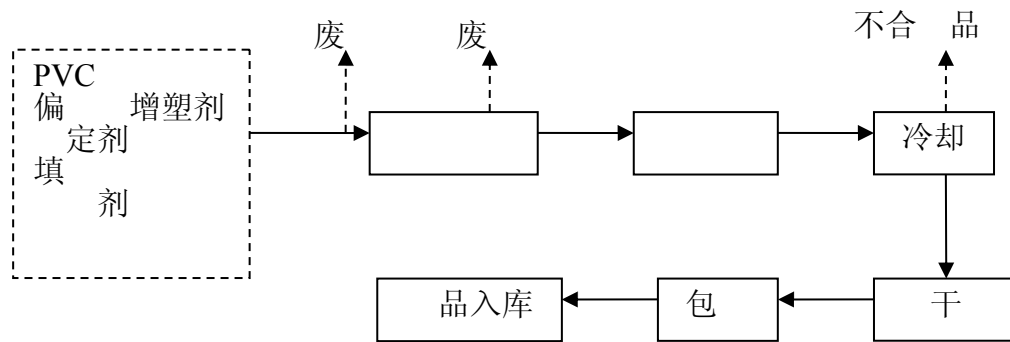 废
废
不合 品
PVC
偏 增塑剂
定剂
填
剂
冷却
品入库
包
干